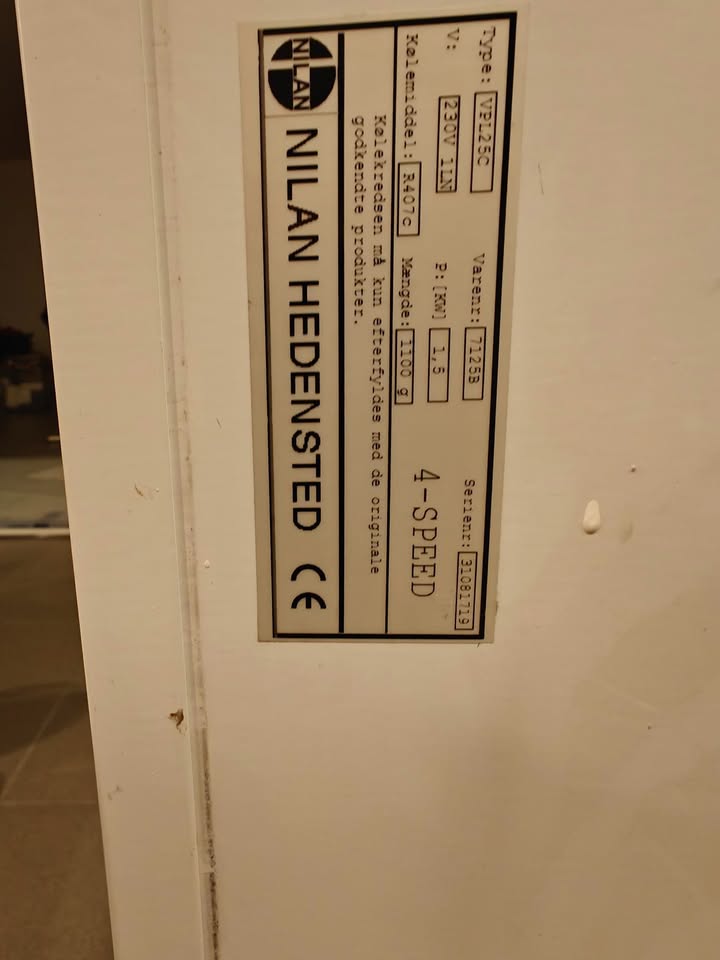 Type: VPL25C Varenr: 7125B Serienr: 31081719
V: 230V 1LN P:[KW] 1,5
4-SPEED
Kølemiddel: R407c Mængde: 1100 g
Kølekredsen må kun efterfyldes med de originale
godkendte produkter.
NILAN
NILAN HEDENSTED CE